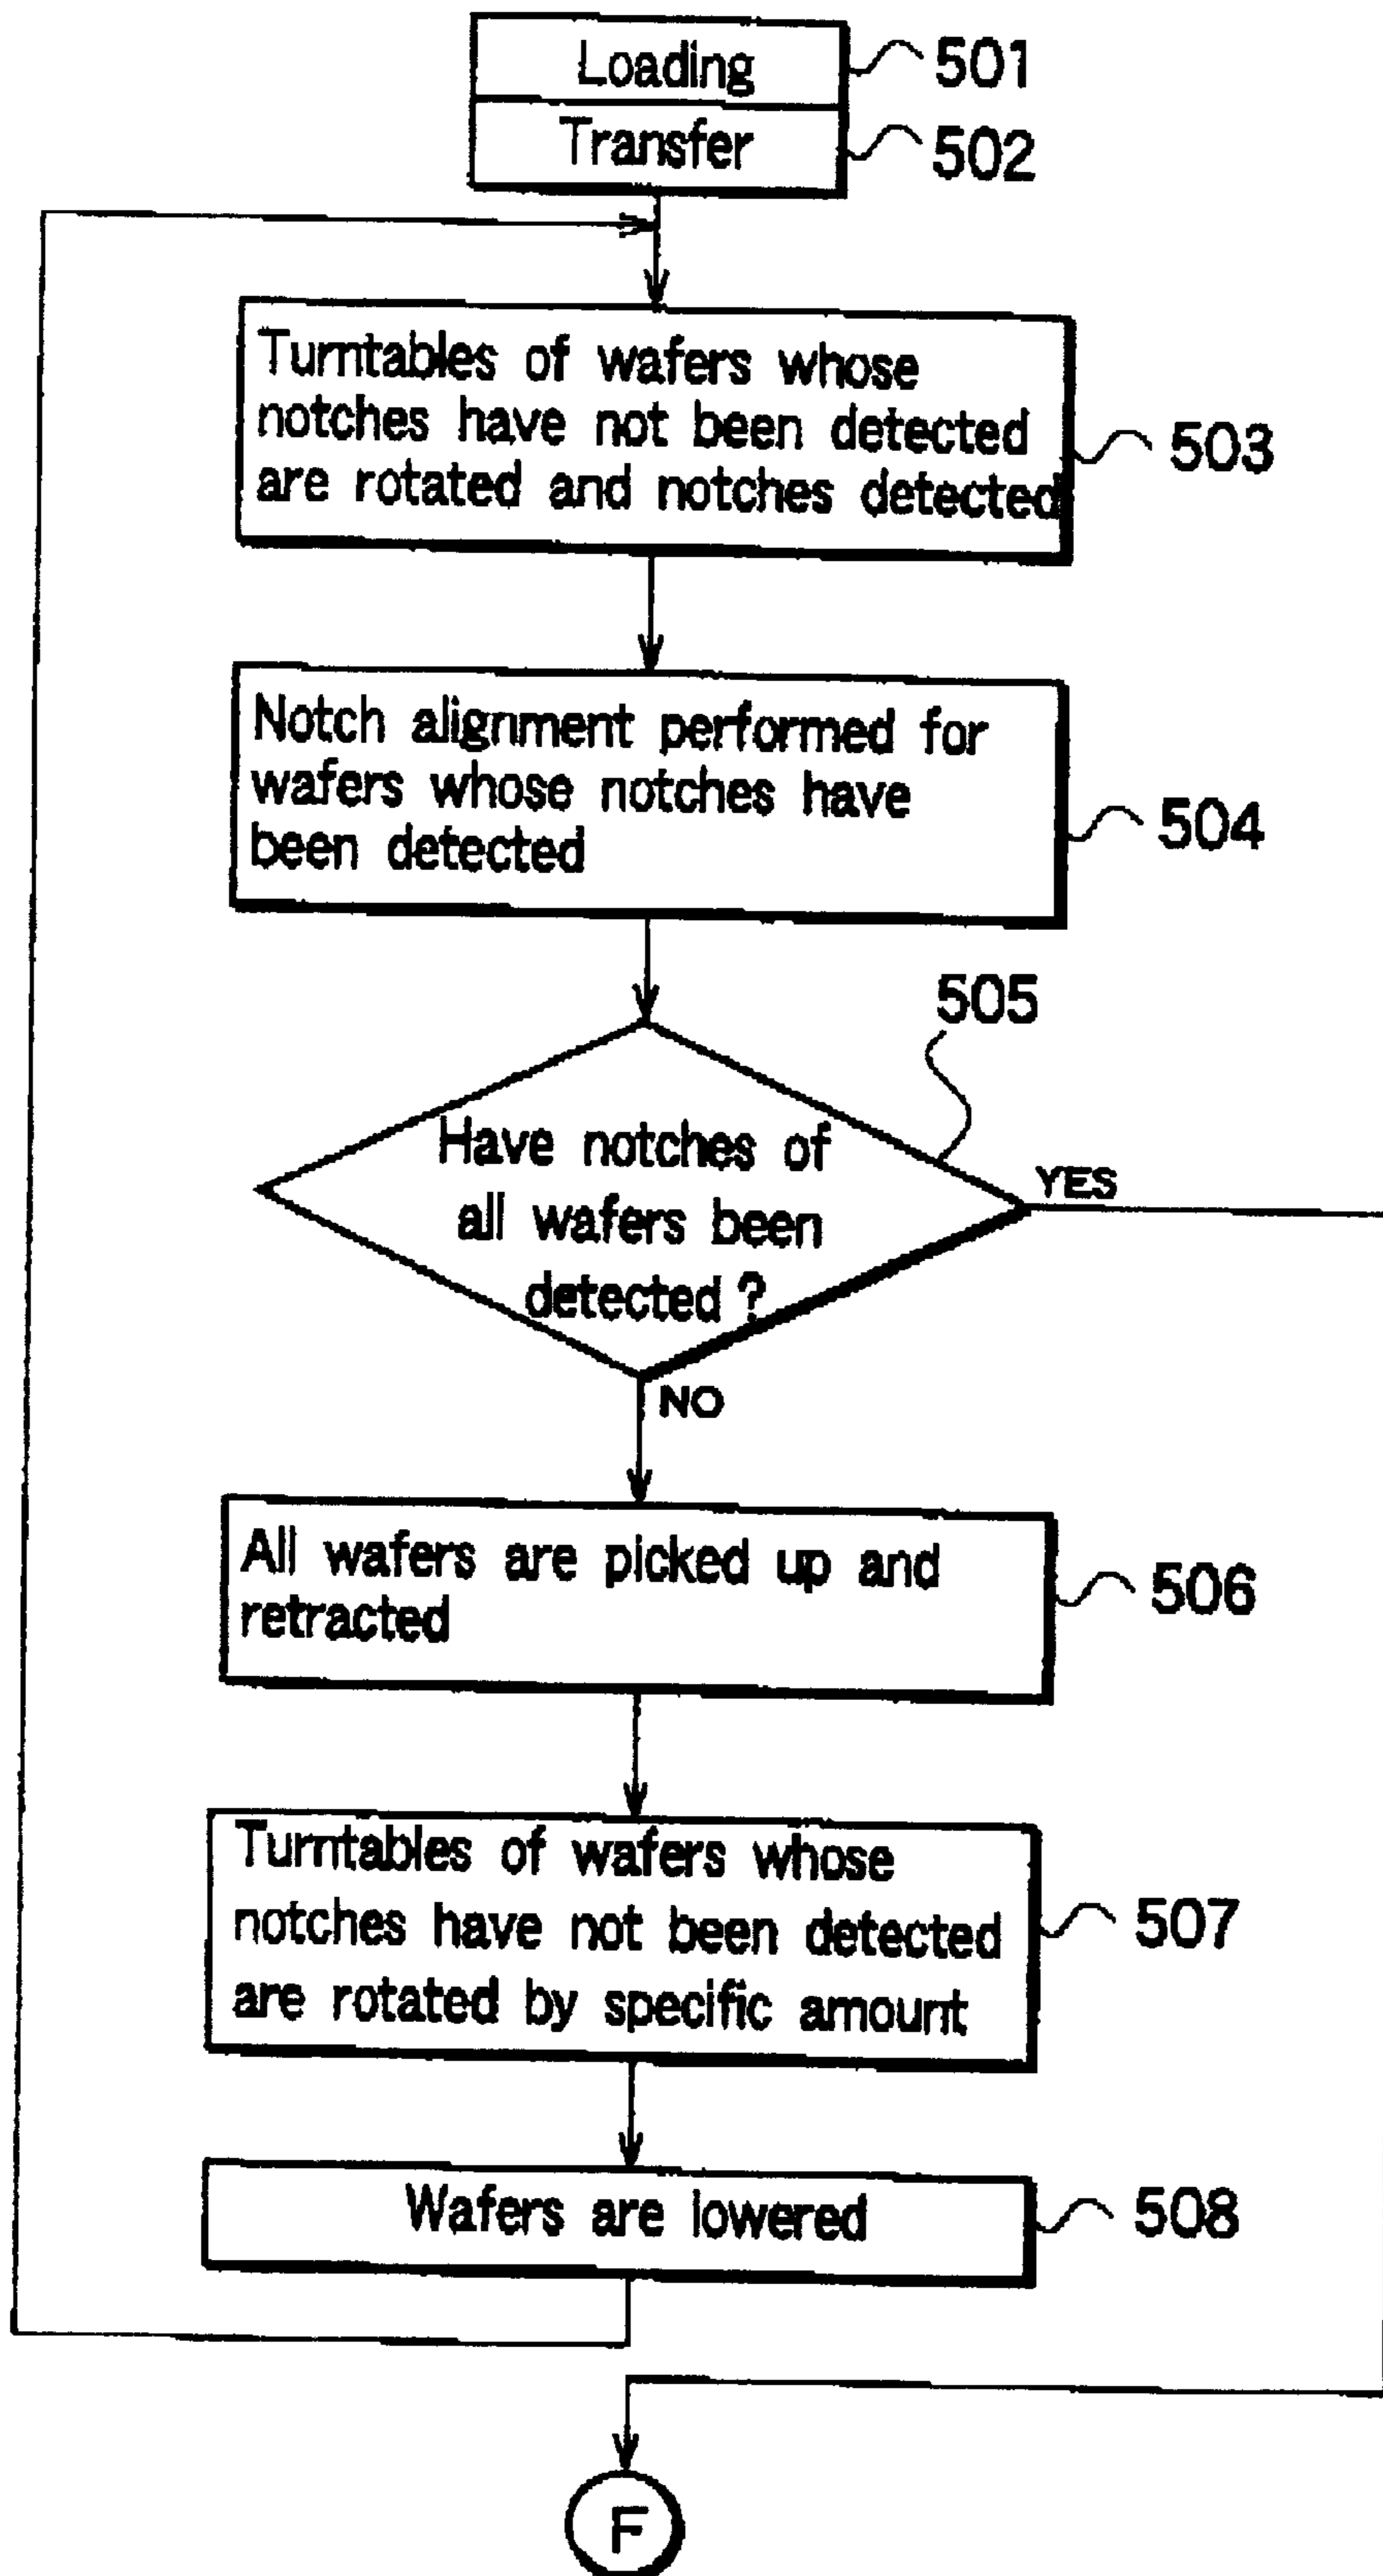 Loading
501
Transfer
502
Turntables of wafers whose
notches have not been detected
are rotated and notches detected
503
Notch alignment performed for
wafers whose notches have
been detected
504
505
Have notches of
all wafers been
detected ?
YES
NO
All wafers are picked up and
retracted
506
Turntables of wafers whose
notches have not been detected
are rotated by specific amount
507
Wafers are lowered
508
F